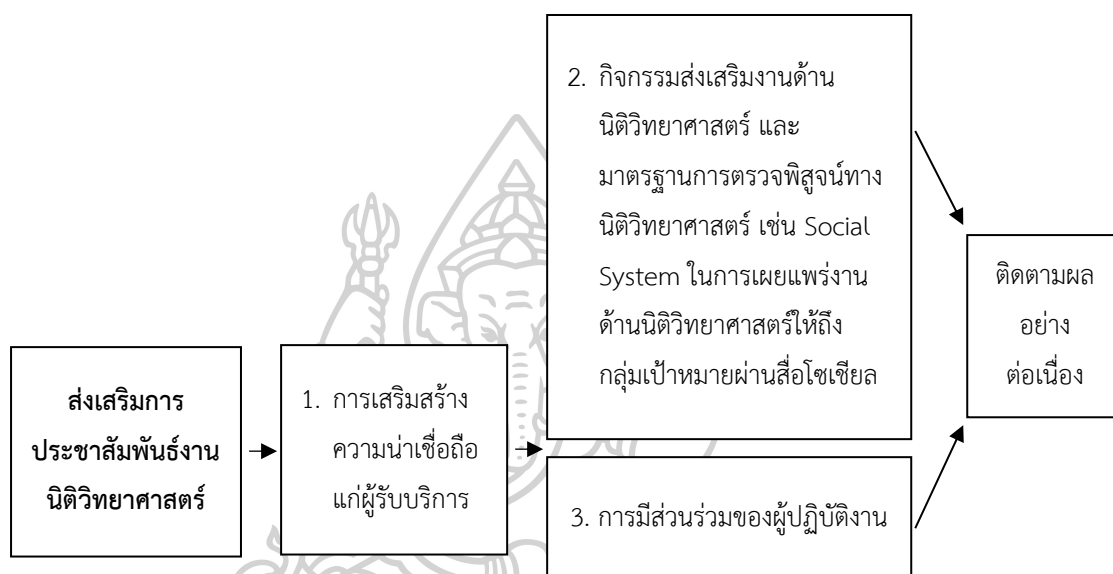 ส่งเสริมการ
ประชาสัมพันธ์งาน
นิติวิทยาศาสตร์
1. การเสริมสร้าง
ความน่าเชื่อถือ
แก่ผู้รับบริการ
2. กิจกรรมส่งเสริมงานด้าน
นิติวิทยาศาสตร์ และ
มาตรฐานการตรวจพิสูจน์ทาง
นิติวิทยาศาสตร์ เช่น Social
System ในการเผยแพร่งาน
ด้านนิติวิทยาศาสตร์ให้ถึง
กลุ่มเป้าหมายผ่านสื่อโซเชียล
3. การมีส่วนร่วมของผู้ปฏิบัติงาน
ติดตามผล
อย่าง
ต่อเนื่อง